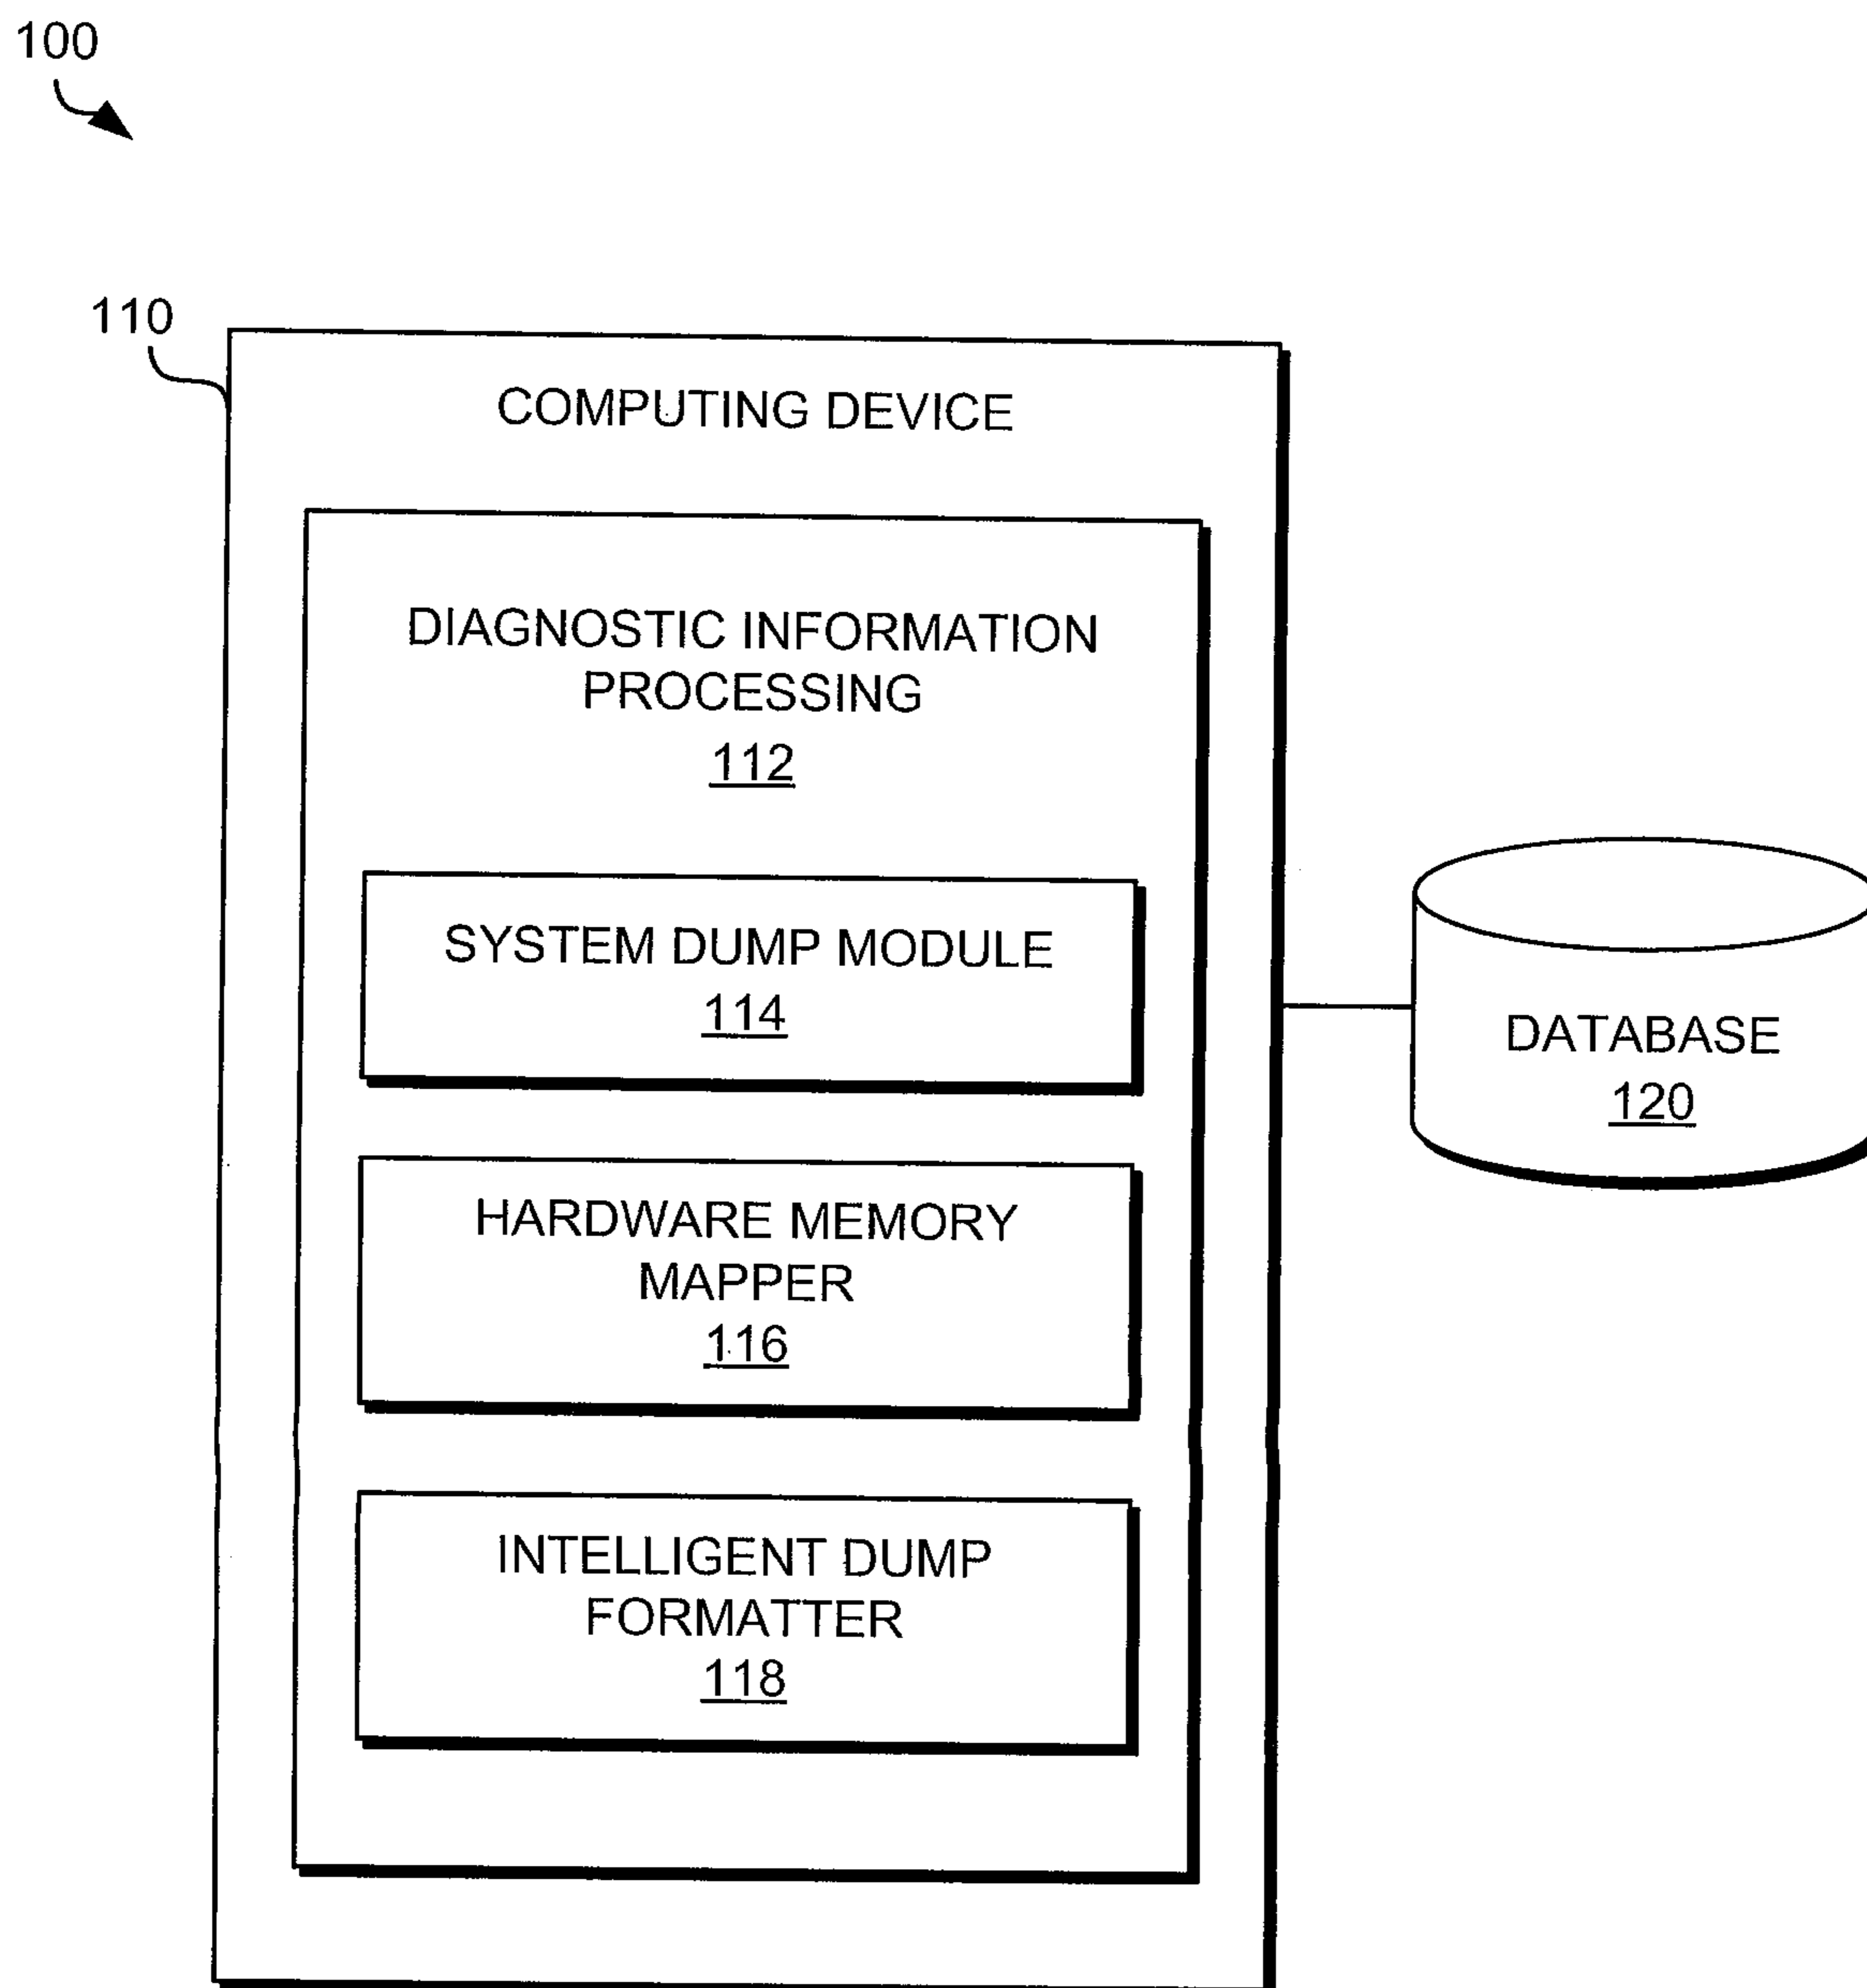 100
110
COMPUTING DEVICE
DIAGNOSTIC INFORMATION
PROCESSING
112
SYSTEM DUMP MODULE
114
HARDWARE MEMORY
MAPPER
116
INTELLIGENT DUMP
FORMATTER
118
DATABASE
120